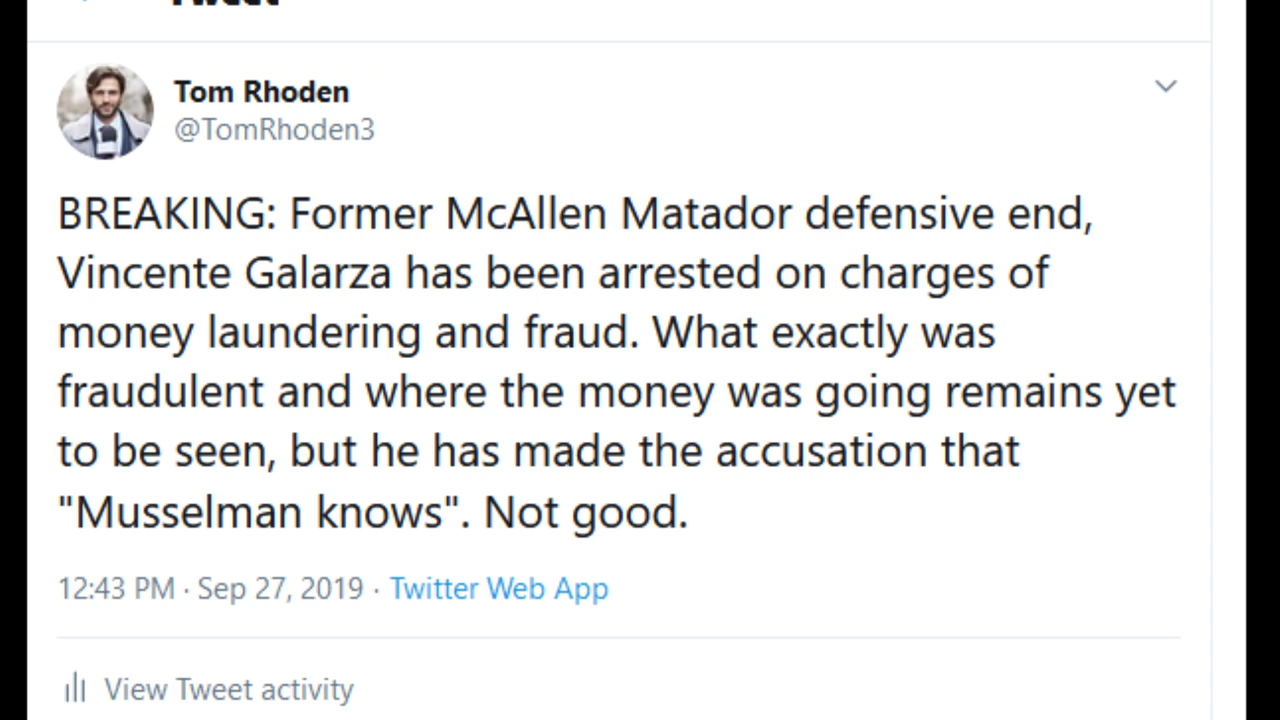 Tweet
Tom Rhoden
@TomRhoden3
BREAKING: Former McAllen Matador defensive end,
Vincente Galarza has been arrested on charges of
money laundering and fraud. What exactly was
fraudulent and where the money was going remains yet
to be seen, but he has made the accusation that
"Musselman knows". Not good.
12:43 PM · Sep 27, 2019 · Twitter Web App
View Tweet activity